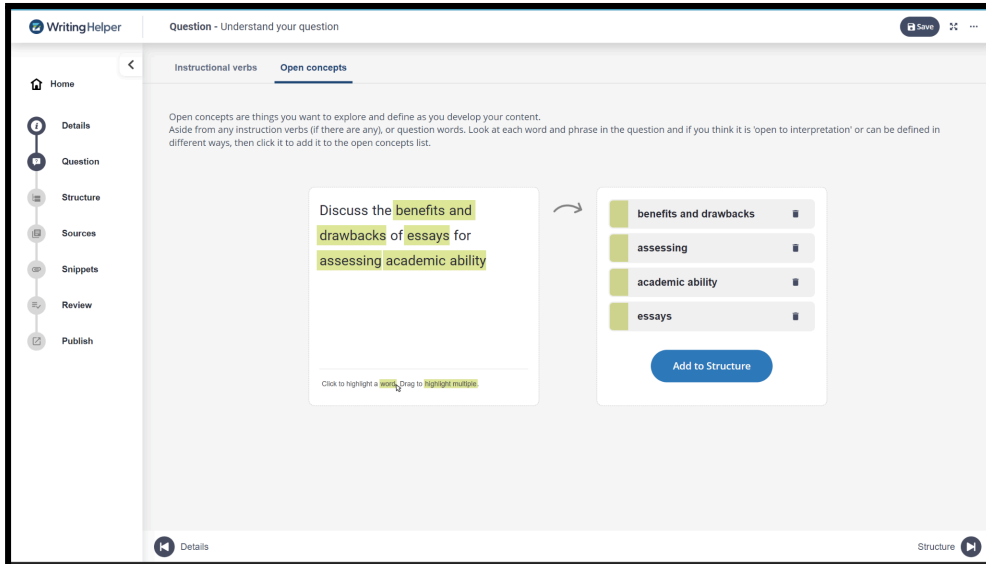 WritingHelper
Question - Understand your question
Save
Home
Details
Question
Structure
Sources
Snippets
Review
Publish
Instructional verbs
Open concepts
Open concepts are things you want to explore and define as you develop your content.
Aside from any instruction verbs (if there are any), or question words. Look at each word and phrase in the question and if you think it is 'open to interpretation' or can be defined in
different ways, then click it to add it to the open concepts list.
Discuss the benefits and
drawbacks of essays for
assessing academic ability
Click to highlight a word. Drag to highlight multiple.
benefits and drawbacks
assessing
academic ability
essays
Add to Structure
Details
Structure